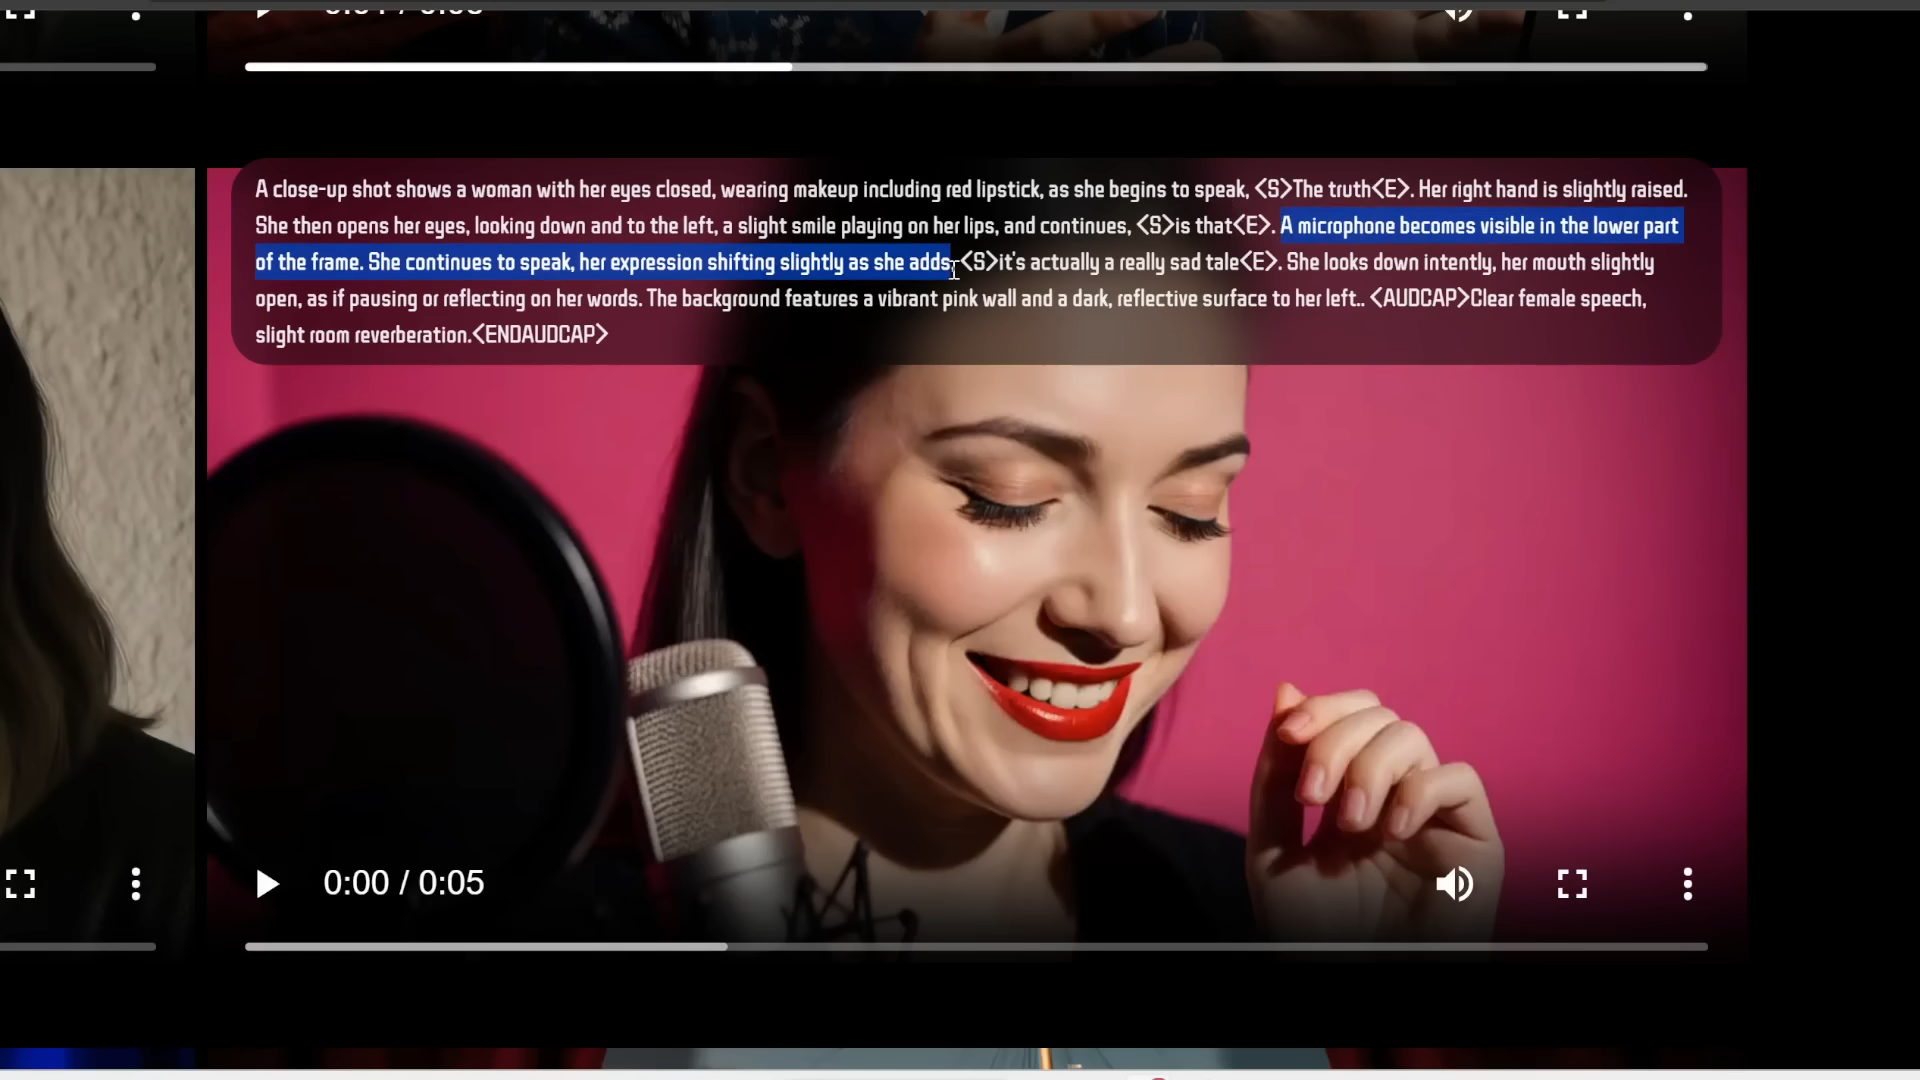 A close-up shot shows a woman with her eyes closed, wearing makeup including red lipstick, as she begins to speak, <S>The truth<E>. Her right hand is slightly raised.
She then opens her eyes, looking down and to the left, a slight smile playing on her lips, and continues, <S>is that<E>. A microphone becomes visible in the lower part
of the frame. She continues to speak, her expression shifting slightly as she adds, <S>it's actually a really sad tale<E>. She looks down intently, her mouth slightly
open, as if pausing or reflecting on her words. The background features a vibrant pink wall and a dark, reflective surface to her left.. <AUDCAP>Clear female speech,
slight room reverberation.<ENDAUDCAP>
0:00 / 0:05